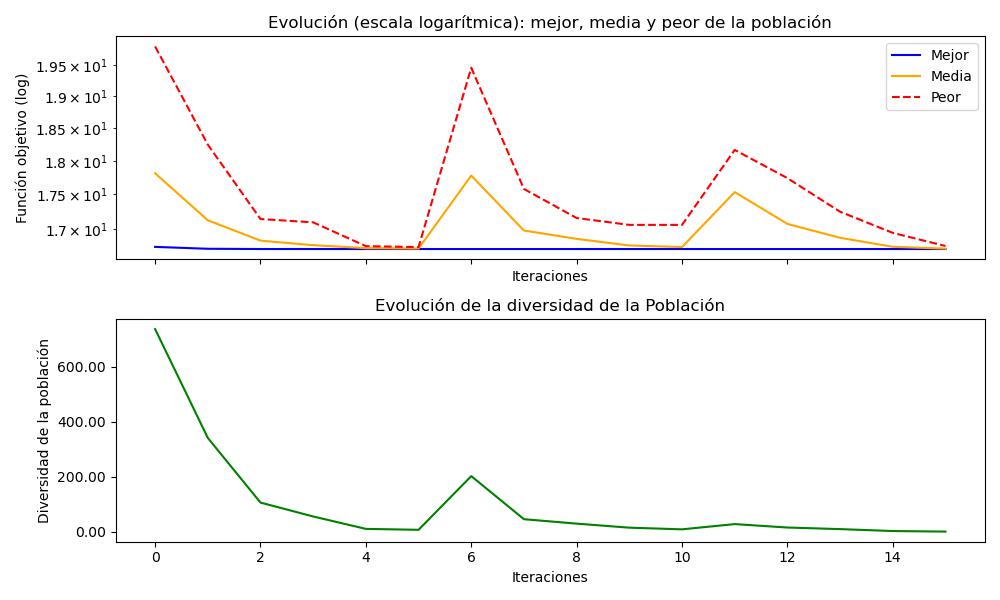 Evolución (escala logarítmica): mejor, media y peor de la población
Función objetivo (log)
1.95 × 10¹
1.9 × 10¹
1.85 × 10¹
1.8 × 10¹
1.75 × 10¹
1.7 × 10¹
Mejor
Media
Peor
Iteraciones
Evolución de la diversidad de la Población
Diversidad de la población
600.00
400.00
200.00
0.00
0 2 4 6 8 10 12 14
Iteraciones